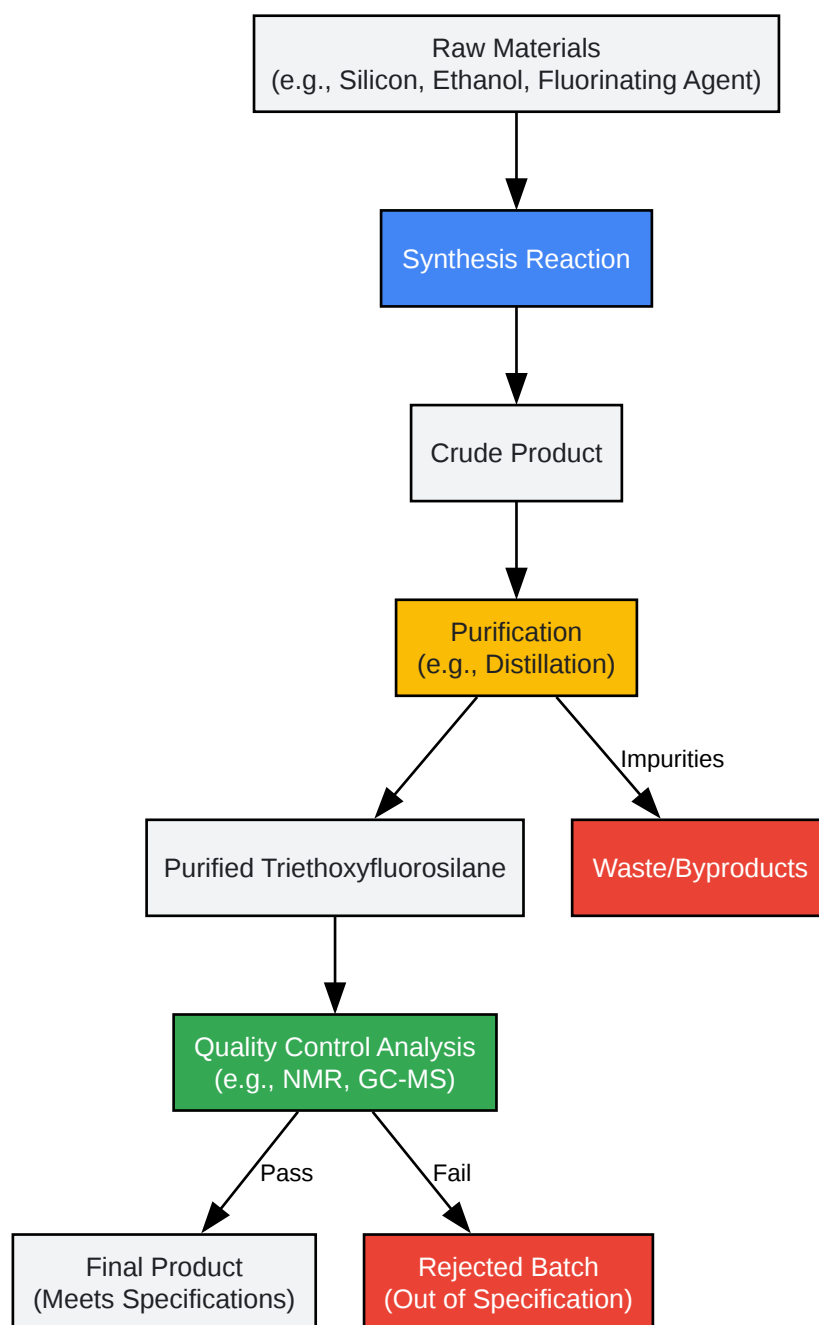 Raw Materials
(e.g., Silicon, Ethanol, Fluorinating Agent)
Synthesis Reaction
Crude Product
Purification
(e.g., Distillation)
Impurities
Purified Triethoxyfluorosilane
Waste/Byproducts
Quality Control Analysis
(e.g., NMR, GC-MS)
Pass
Fail
Final Product
(Meets Specifications)
Rejected Batch
(Out of Specification)